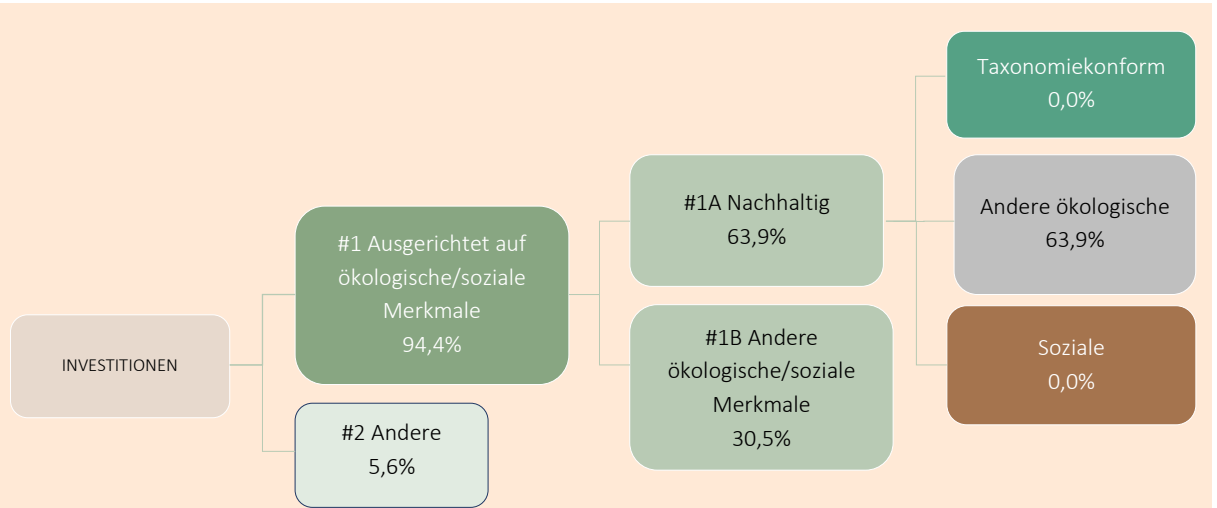 INVESTITIONEN
#1 Ausgerichtet auf
ökologische/soziale
Merkmale
94,4%
#2 Andere
5,6%
#1A Nachhaltig
63,9%
#1B Andere
ökologische/soziale
Merkmale
30,5%
Taxonomiekonform
0,0%
Andere ökologische
63,9%
Soziale
0,0%